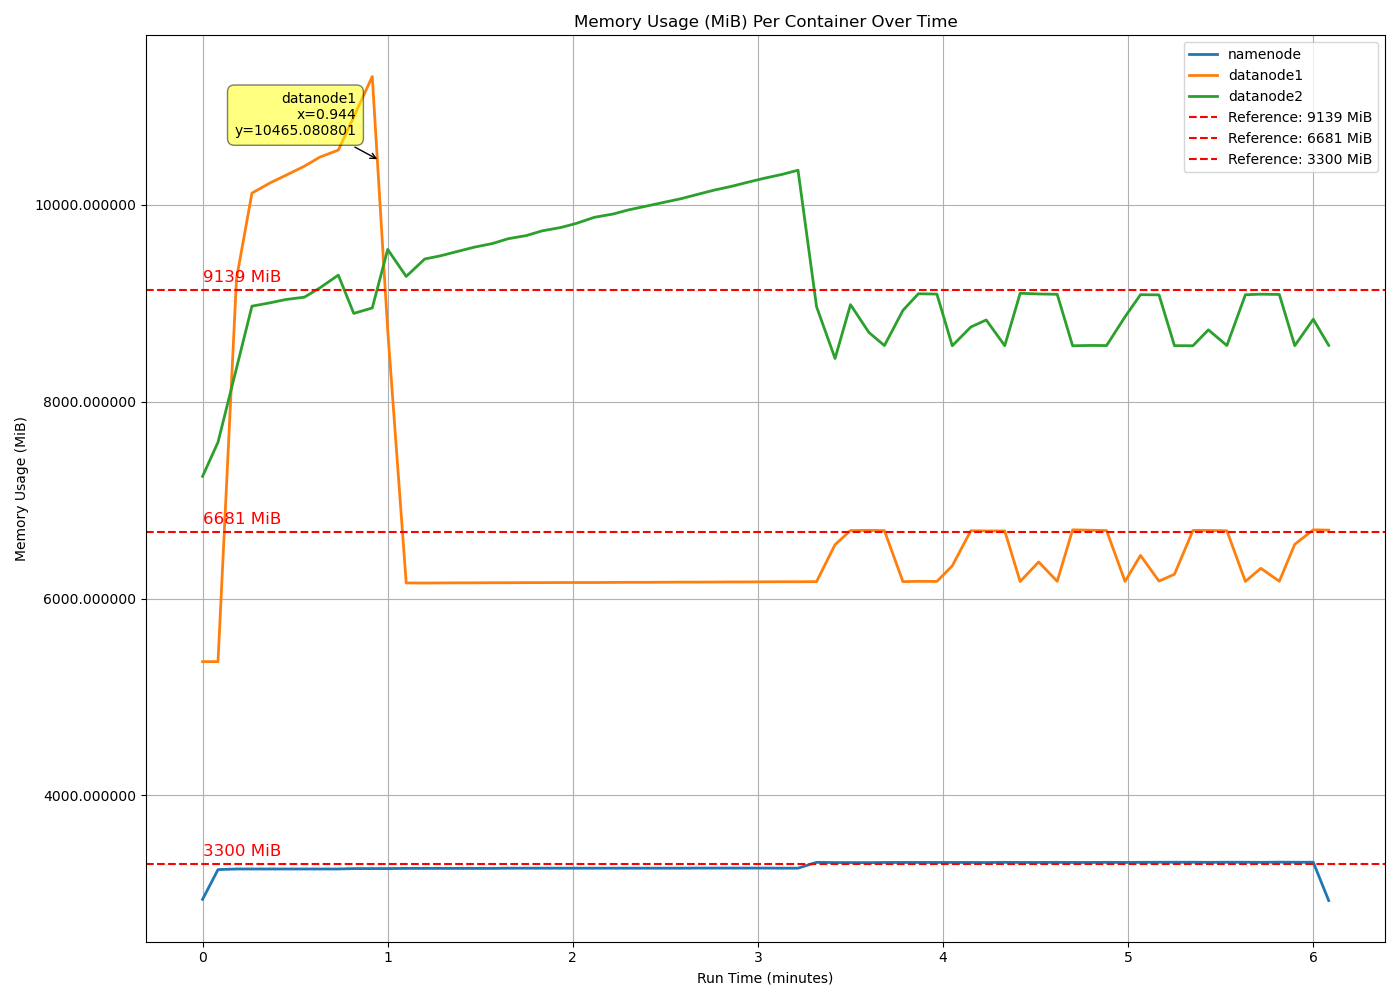 Memory Usage (MiB) Per Container Over Time
namenode
datanode1
datanode2
Reference: 9139 MiB
Reference: 6681 MiB
Reference: 3300 MiB
datanode1
x=0.944
y=10465.080801
10000.000000
8000.000000
6000.000000
4000.000000
Memory Usage (MiB)
9139 MiB
6681 MiB
3300 MiB
0
1
2
3
4
5
6
Run Time (minutes)